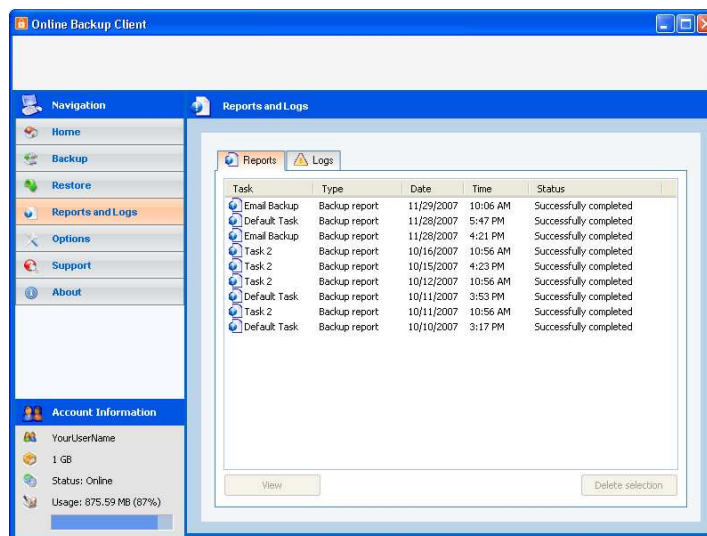 Online Backup Client
Navigation
Home
Backup
Restore
Reports and Logs
Options
Support
About
Account Information
YourUserName
1 GB
Status: Online
Usage: 875.59 MB (87%)
Reports and Logs
Reports Logs
Task Type Date Time Status
Email Backup Backup report 11/29/2007 10:06 AM Successfully completed
Default Task Backup report 11/28/2007 5:47 PM Successfully completed
Email Backup Backup report 11/28/2007 4:21 PM Successfully completed
Task 2 Backup report 10/16/2007 10:56 AM Successfully completed
Task 2 Backup report 10/15/2007 4:23 PM Successfully completed
Task 2 Backup report 10/12/2007 10:56 AM Successfully completed
Default Task Backup report 10/11/2007 3:53 PM Successfully completed
Task 2 Backup report 10/11/2007 10:56 AM Successfully completed
Default Task Backup report 10/10/2007 3:17 PM Successfully completed
View Delete selection